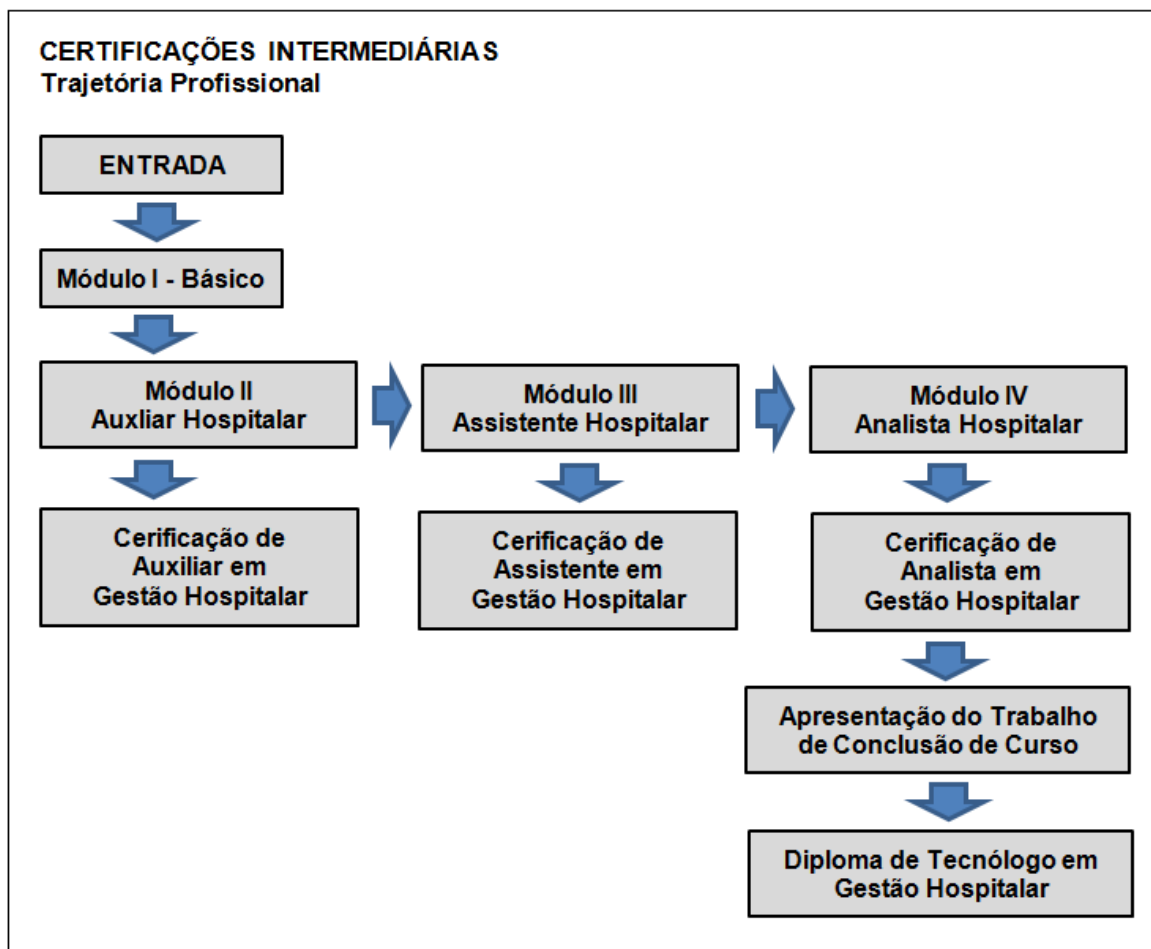 CERTIFICAÇÕES INTERMEDIÁRIAS
Trajetória Profissional
ENTRADA
Módulo I - Básico
Módulo II
Auxliar Hospitalar
Módulo III
Assistente Hospitalar
Módulo IV
Analista Hospitalar
Cerificação de
Auxiliar em
Gestão Hospitalar
Cerificação de
Assistente em
Gestão Hospitalar
Cerificação de
Analista em
Gestão Hospitalar
Apresentação do Trabalho
de Conclusão de Curso
Diploma de Tecnólogo em
Gestão Hospitalar